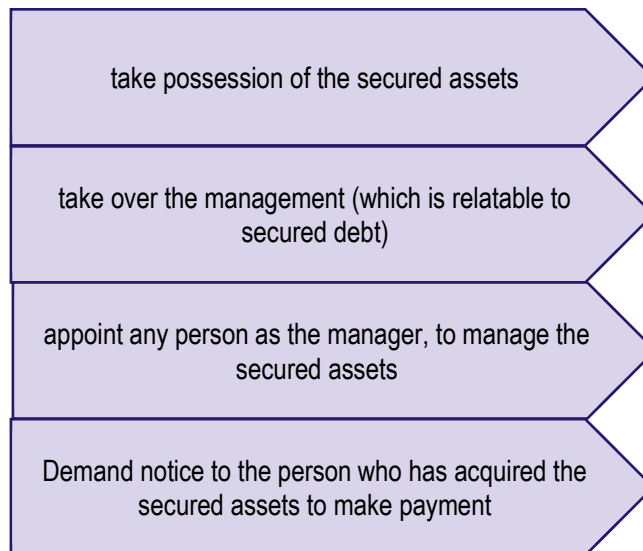 take possession of the secured assets
take over the management (which is relatable to
secured debt)
appoint any person as the manager, to manage the
secured assets
Demand notice to the person who has acquired the
secured assets to make payment